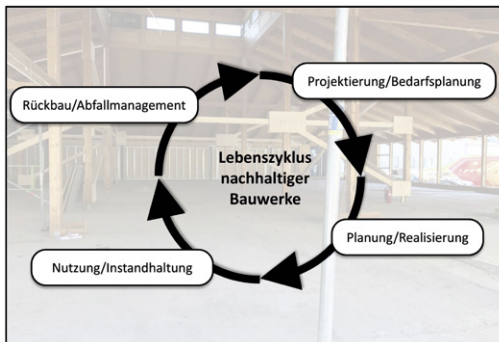 Projektierung/Bedarfsplanung
Rückbau/Abfallmanagement
Lebenszyklus
nachhaltiger
Bauwerke
Planung/Realisierung
Nutzung/Instandhaltung